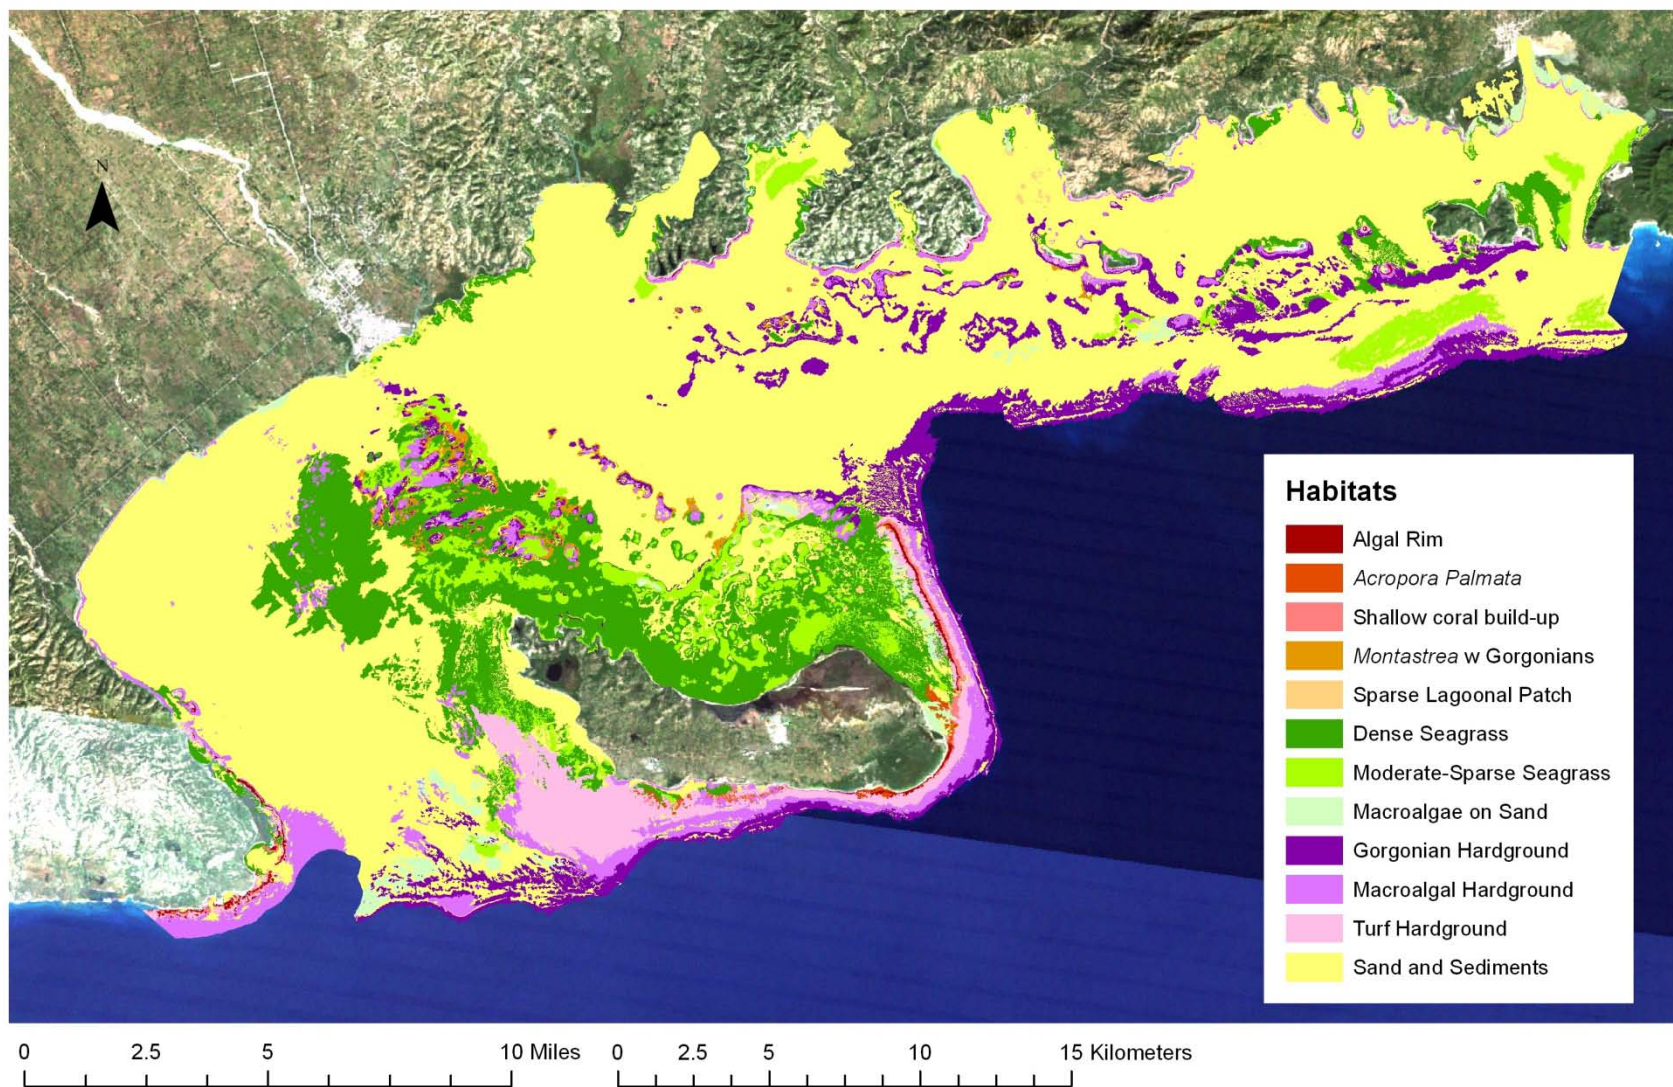 N
Habitats
Algal Rim
Acropora Palmata
Shallow coral build-up
Montastrea w Gorgonians
Sparse Lagoonal Patch
Dense Seagrass
Moderate-Sparse Seagrass
Macroalgae on Sand
Gorgonian Hardground
Macroalgal Hardground
Turf Hardground
Sand and Sediments
0 2.5 5 10 Miles 0 2.5 5 10 15 Kilometers